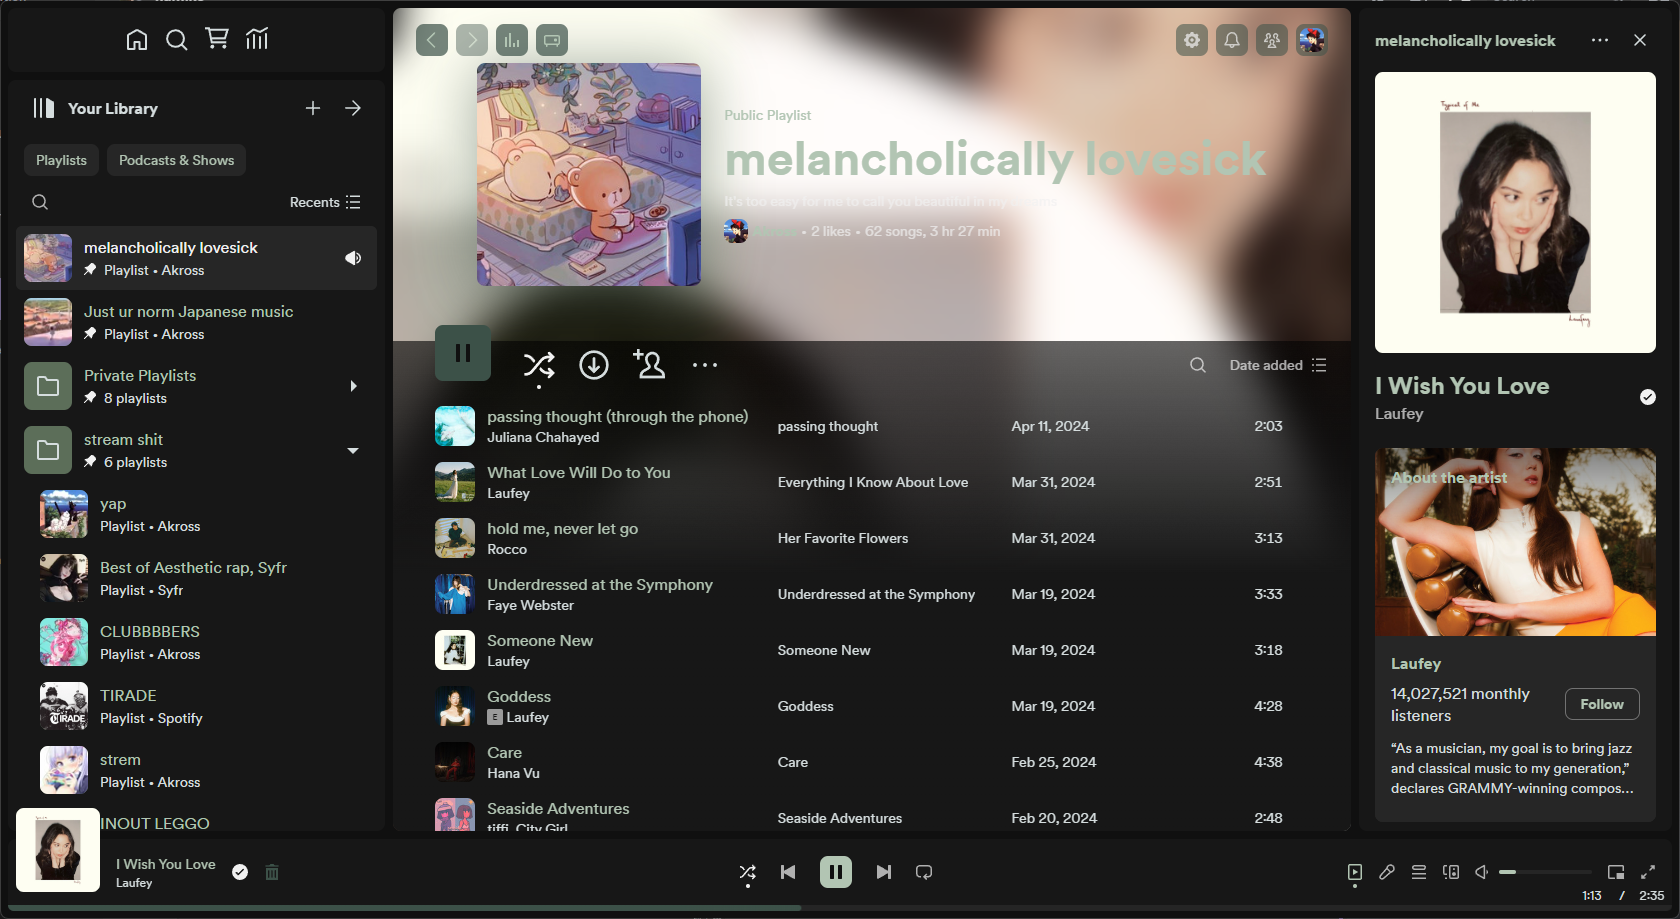 Your Library
Playlists
Podcasts & Shows
Recents
melancholically lovesick
Playlist • Akross
Just ur norm Japanese music
Playlist • Akross
Private Playlists
8 playlists
stream shit
6 playlists
yap
Playlist • Akross
Best of Aesthetic rap, Syfr
Playlist • Syfr
CLUBBBBERS
Playlist • Akross
TIRADE
Playlist • Spotify
strem
Playlist • Akross
INOUT LEGGO
Public Playlist
melancholically lovesick
It's too easy for me to call you beautiful in my dreams
• 2 likes • 62 songs, 3 hr 27 min
Date added
passing thought (through the phone)
Juliana Chahayed
passing thought
Apr 11, 2024
2:03
What Love Will Do to You
Laufey
Everything I Know About Love
Mar 31, 2024
2:51
hold me, never let go
Rocco
Her Favorite Flowers
Mar 31, 2024
3:13
Underdressed at the Symphony
Faye Webster
Underdressed at the Symphony
Mar 19, 2024
3:33
Someone New
Laufey
Someone New
Mar 19, 2024
3:18
Goddess
E Laufey
Goddess
Mar 19, 2024
4:28
Care
Hana Vu
Care
Feb 25, 2024
4:38
Seaside Adventures
tiffi, City Girl
Seaside Adventures
Feb 20, 2024
2:48
melancholically lovesick
Typical of Me
Laufey
I Wish You Love
Laufey
About the artist
Laufey
14,027,521 monthly
listeners
Follow
“As a musician, my goal is to bring jazz
and classical music to my generation,”
declares GRAMMY-winning compos...
I Wish You Love
Laufey
1:13 / 2:35